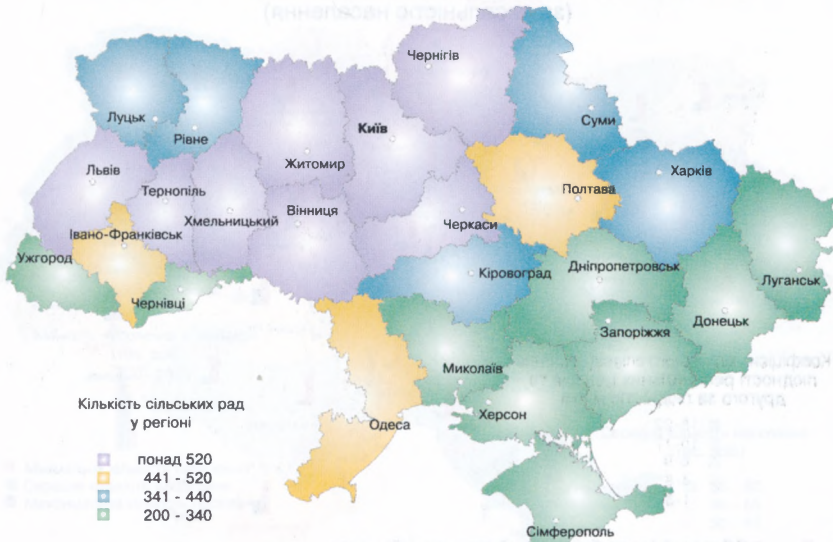 Чернігів
Луцьк
Рівне
Київ
Суми
Житомир
Львів
Тернопіль
Хмельницький
Вінниця
Черкаси
Полтава
Харків
Івано-Франківськ
Ужгород
Чернівці
Кіровоград
Дніпропетровськ
Луганськ
Запоріжжя
Донецьк
Миколаїв
Херсон
Одеса
Сімферополь
Кількість сільських рад
у регіоні
понад 520
441 - 520
341 - 440
200 - 340